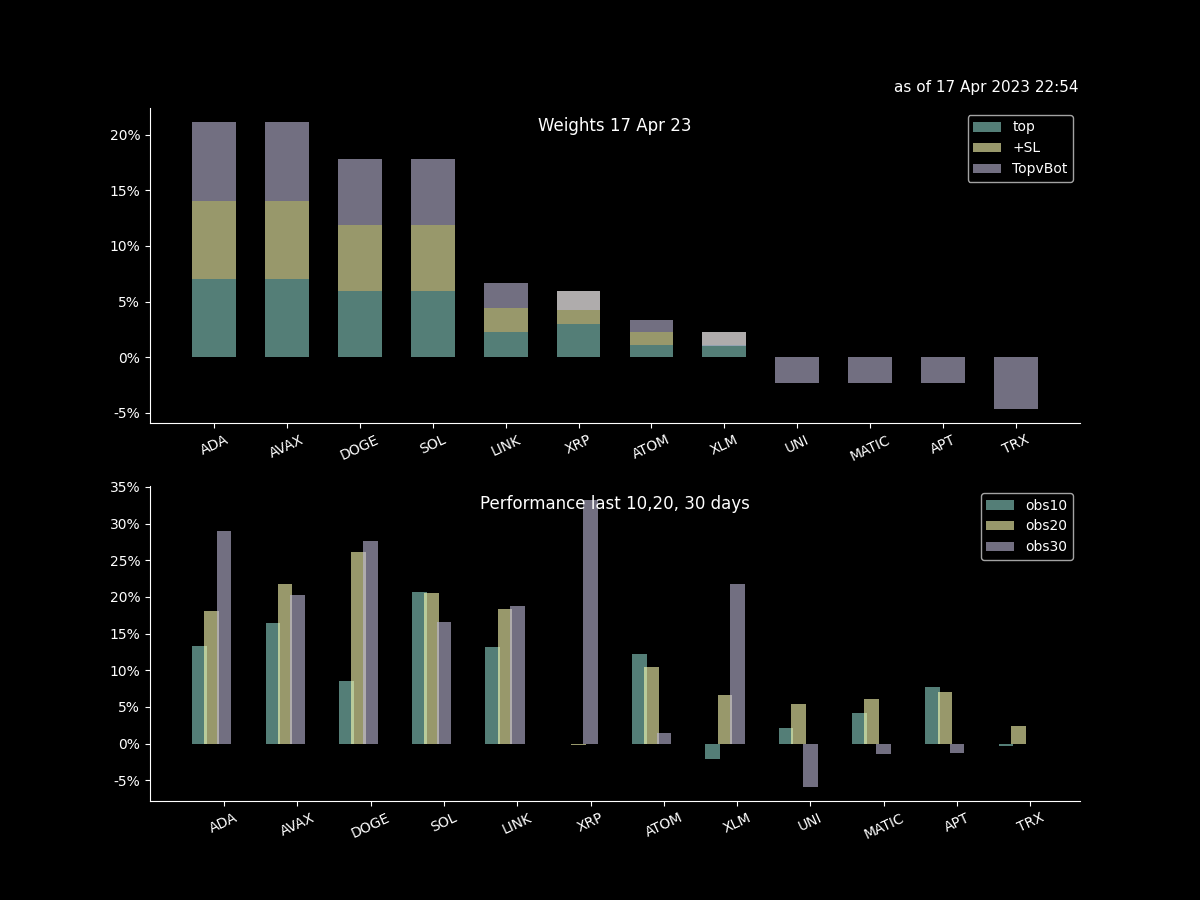 as of 17 Apr 2023 22:54
Weights 17 Apr 23
top
+SL
TopvBot
20%
15%
10%
5%
0%
-5%
ADA AVAX DOGE SOL LINK XRP ATOM XLM UNI MATIC APT TRX
Performance last 10,20, 30 days
obs10
obs20
obs30
35%
30%
25%
20%
15%
10%
5%
0%
-5%
ADA AVAX DOGE SOL LINK XRP ATOM XLM UNI MATIC APT TRX